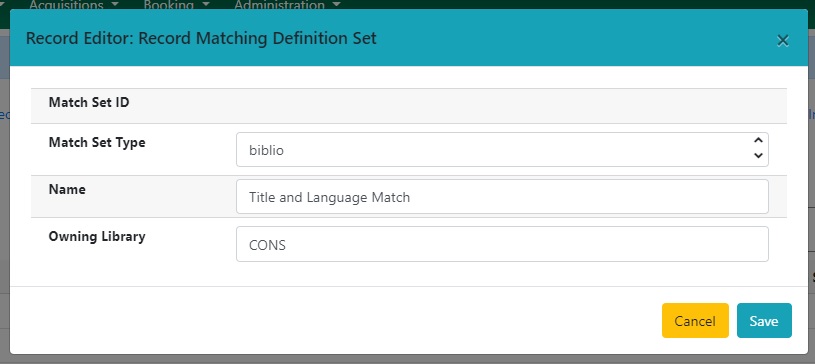 Acquisitions Booking Administration
Record Editor: Record Matching Definition Set
×
Match Set ID
Match Set Type
biblio
Name
Title and Language Match
Owning Library
CONS
Cancel Save